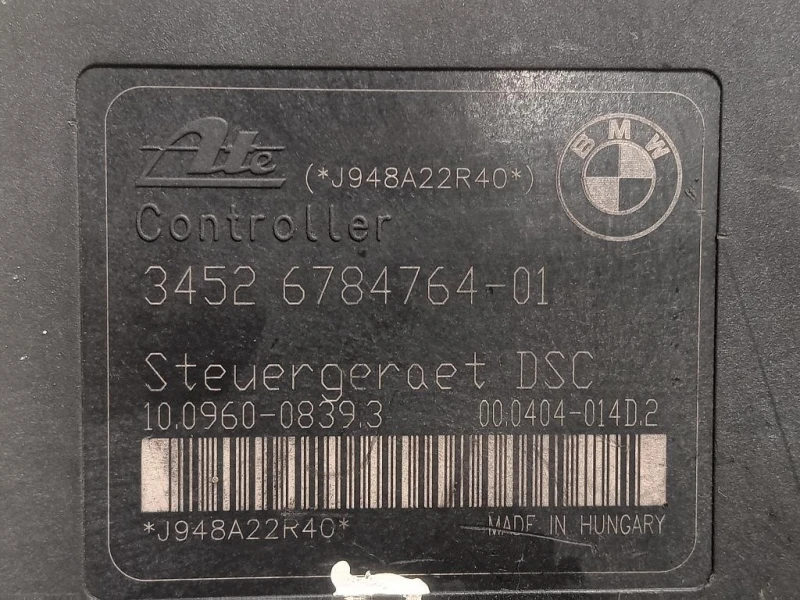 Ate (*J948A22R40*) BMW
Controller
3452 6784764-01
Steuergeraet DSC
10.0960-0839.3 00.0404-014D.2
*J948A22R40* MADE IN HUNGARY